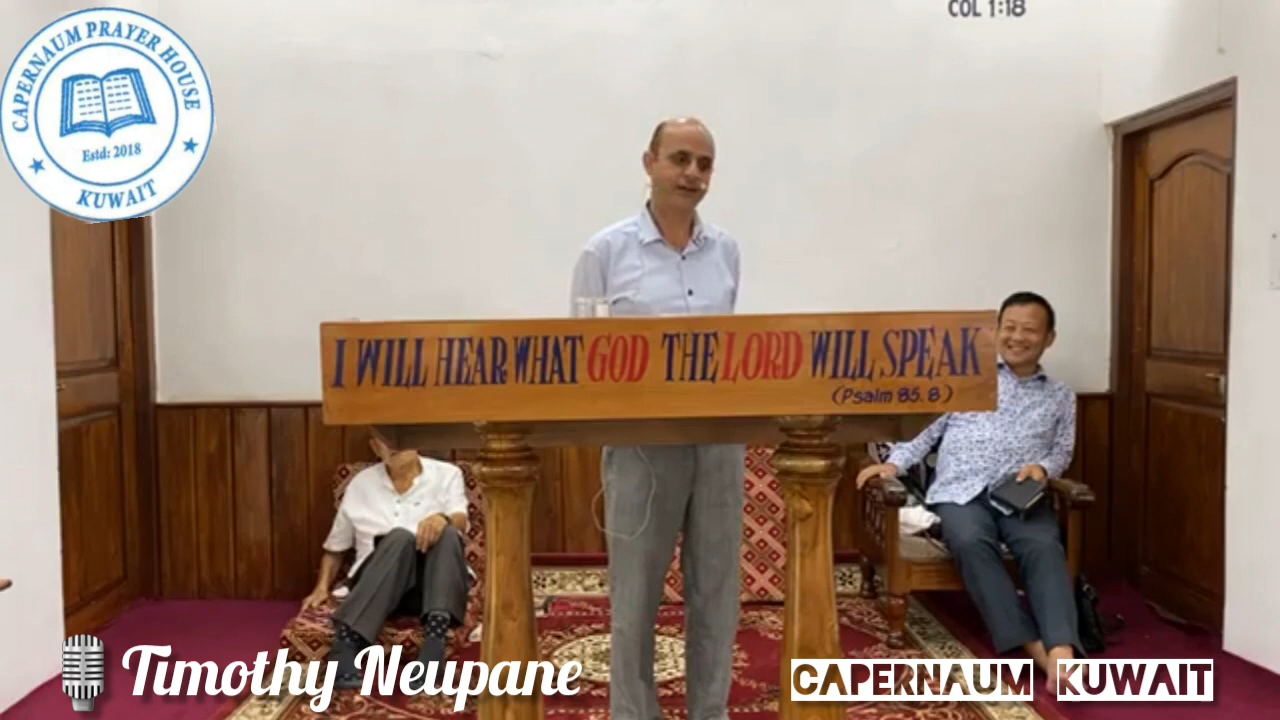 COL 1:18
CAPERNAUM PRAYER HOUSE
Estd: 2018
KUWAIT
I WILL HEAR WHAT GOD THE LORD WILL SPEAK
(Psalm 85. 8)
Timothy Neupane
CAPERNAUM KUWAIT